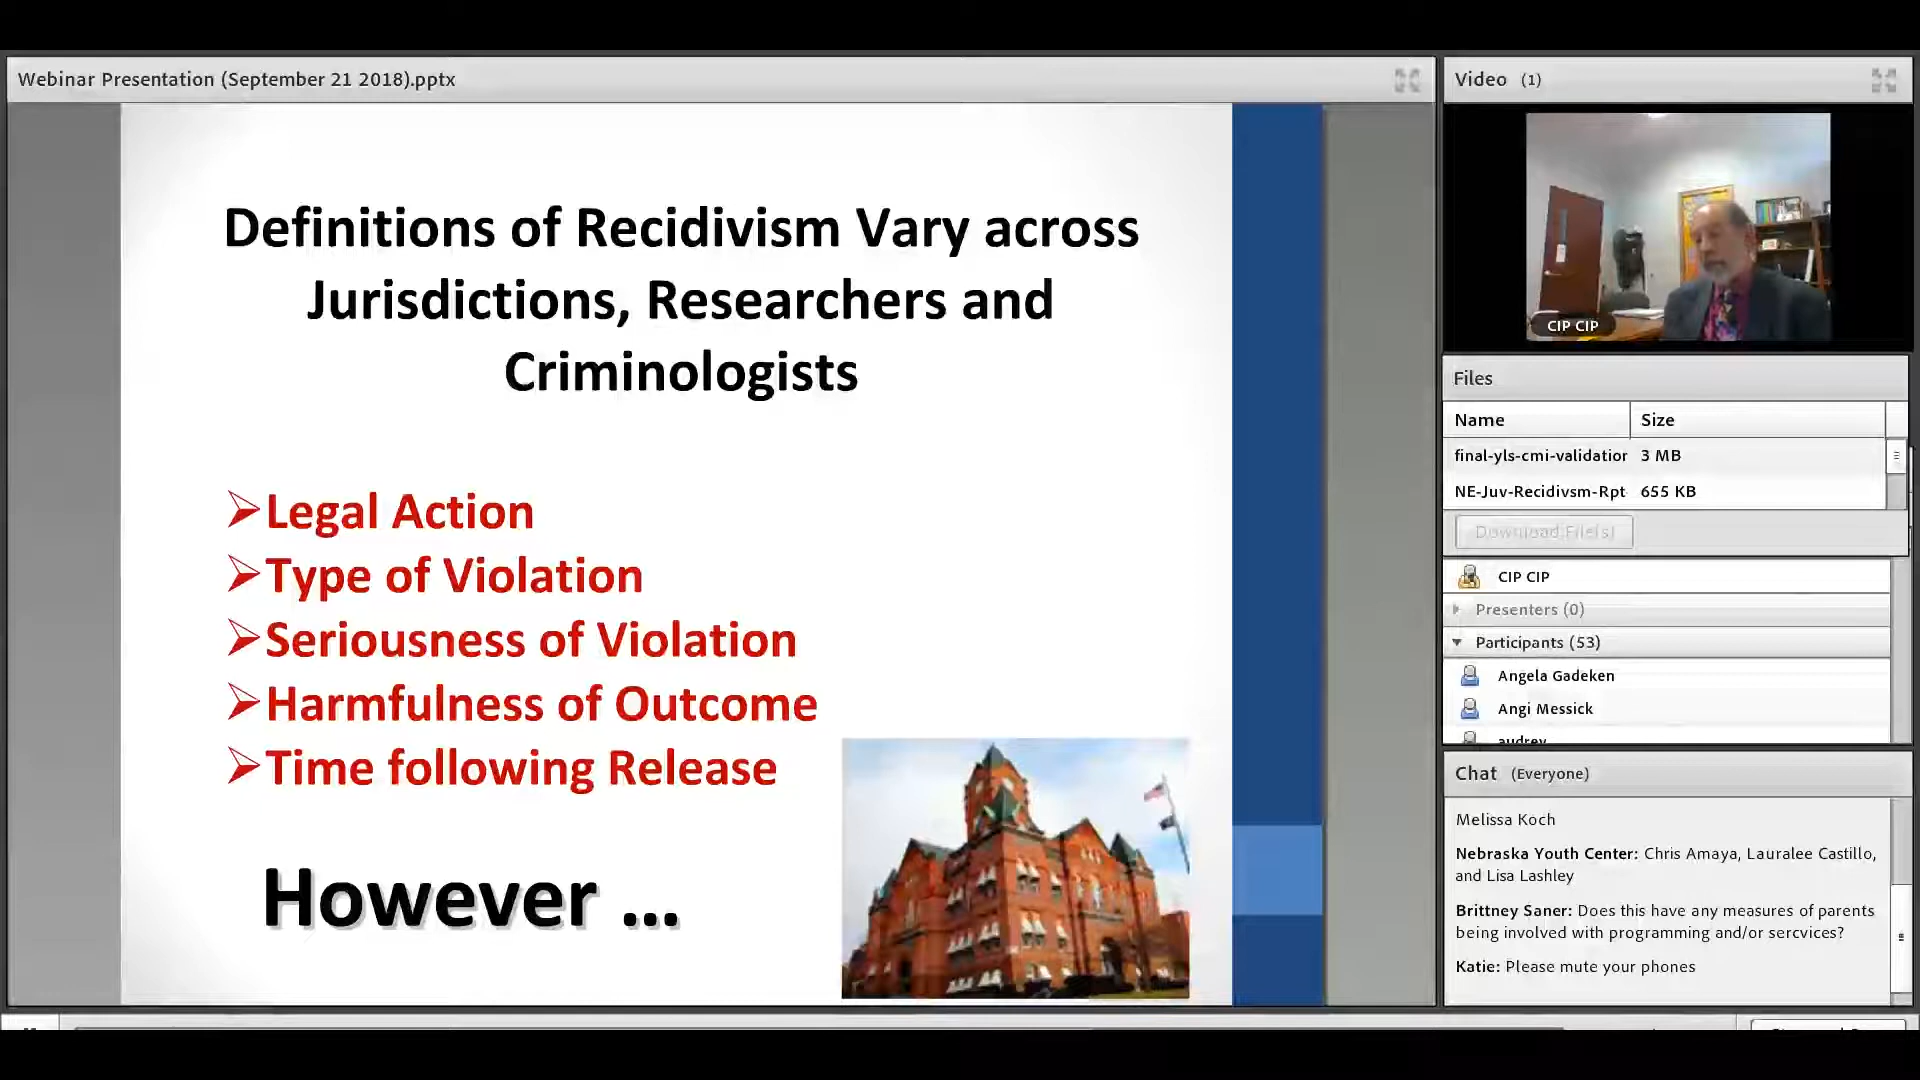 Webinar Presentation (September 21 2018).pptx
Definitions of Recidivism Vary across
Jurisdictions, Researchers and
Criminologists
➢Legal Action
➢Type of Violation
➢Seriousness of Violation
➢Harmfulness of Outcome
➢Time following Release
However ...
Video (1)
CIP CIP
Files
Name Size
final-yls-cmi-validation 3 MB
NE-Juv-Recidivsm-Rpt 655 KB
Download File(s)
CIP CIP
Presenters (0)
Participants (53)
Angela Gadeken
Angi Messick
audrey
Chat (Everyone)
Melissa Koch
Nebraska Youth Center: Chris Amaya, Lauralee Castillo,
and Lisa Lashley
Brittney Saner: Does this have any measures of parents
being involved with programming and/or sercvices?
Katie: Please mute your phones